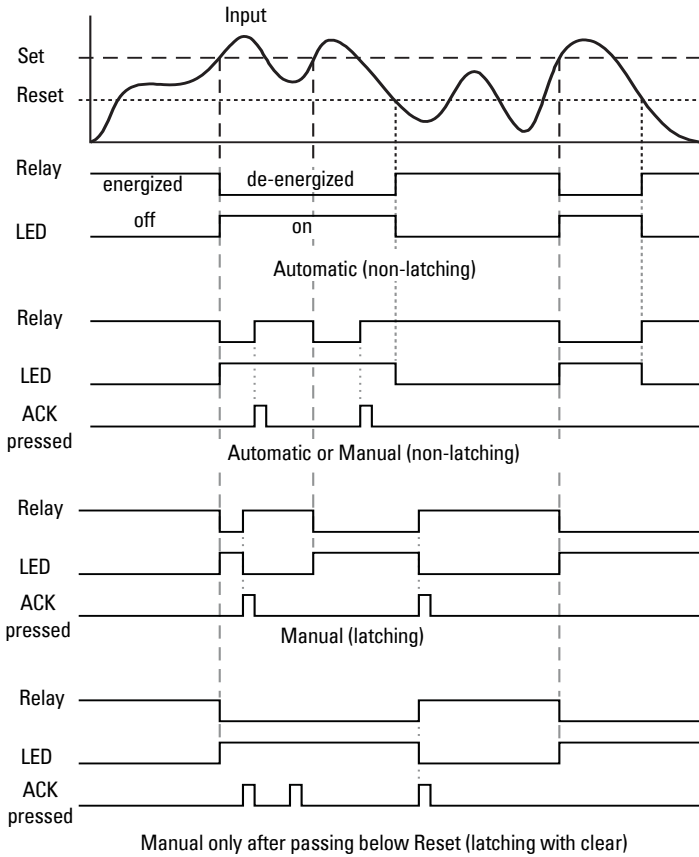 Input
Set
Reset
Relay
energized de-energized
LED
off on
Automatic (non-latching)
Relay
LED
ACK
pressed
Automatic or Manual (non-latching)
Relay
LED
ACK
pressed
Manual (latching)
Relay
LED
ACK
pressed
Manual only after passing below Reset (latching with clear)